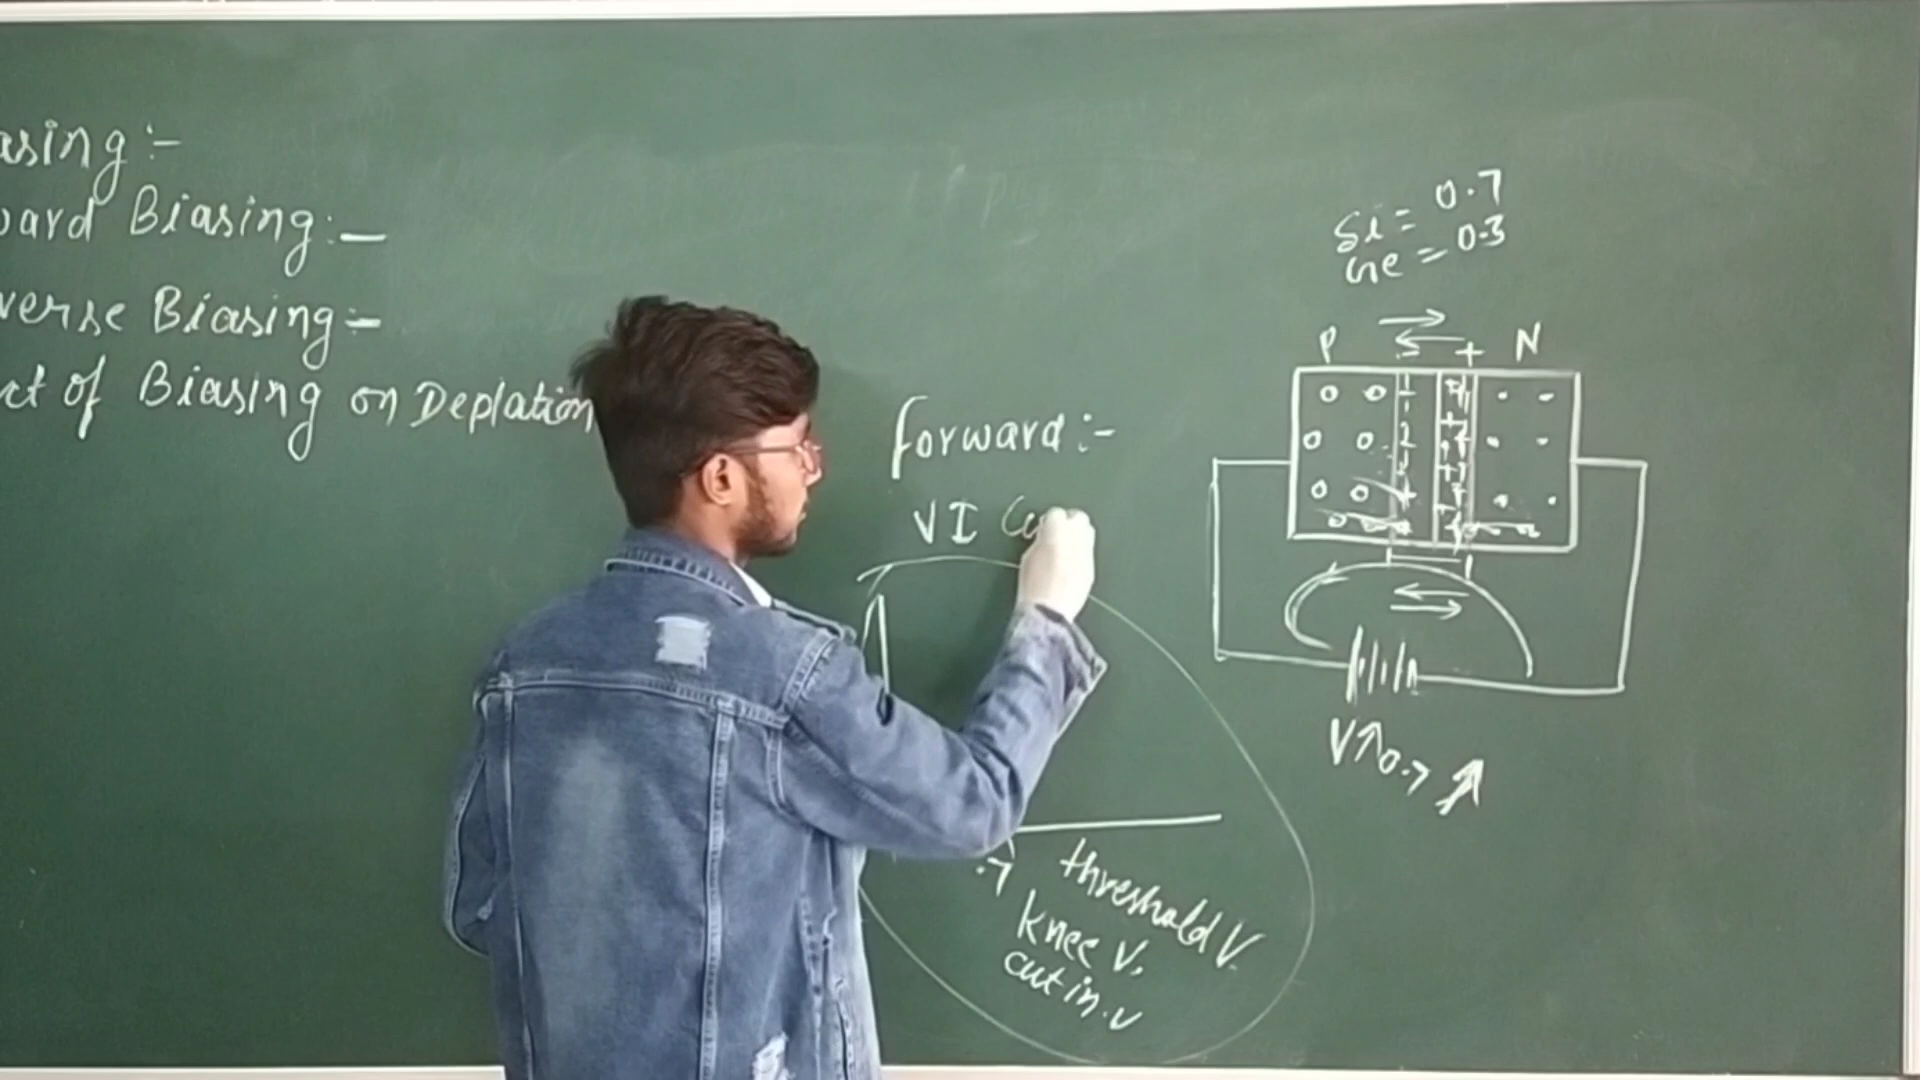 asing:-
ward Biasing:-
verse Biasing:-
ct of Biasing on Deplation
forward:-
VI Cu
.7
threshold V.
knee V,
cut in. v
Si = 0.7
Ge = 0.3
P N
- +
V↑0.7 ↑